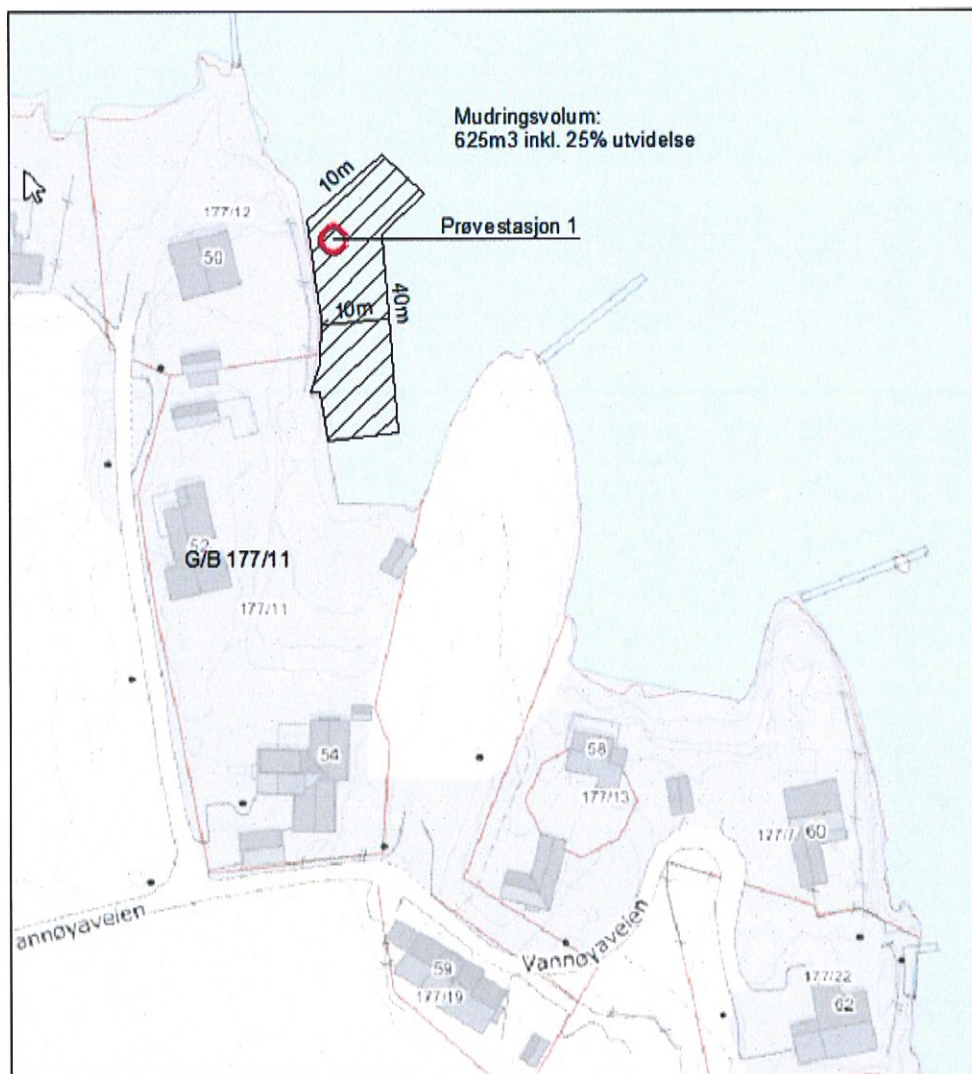 Mudringsvolum:
625m3 inkl. 25% utvidelse
10m
177/12
Prøvestasjon 1
50
40m
10m
52
G/B 177/11
177/11
54
58
177/13
177/7
60
annøyaveien
Vannøyaveien
59
177/19
177/22
62